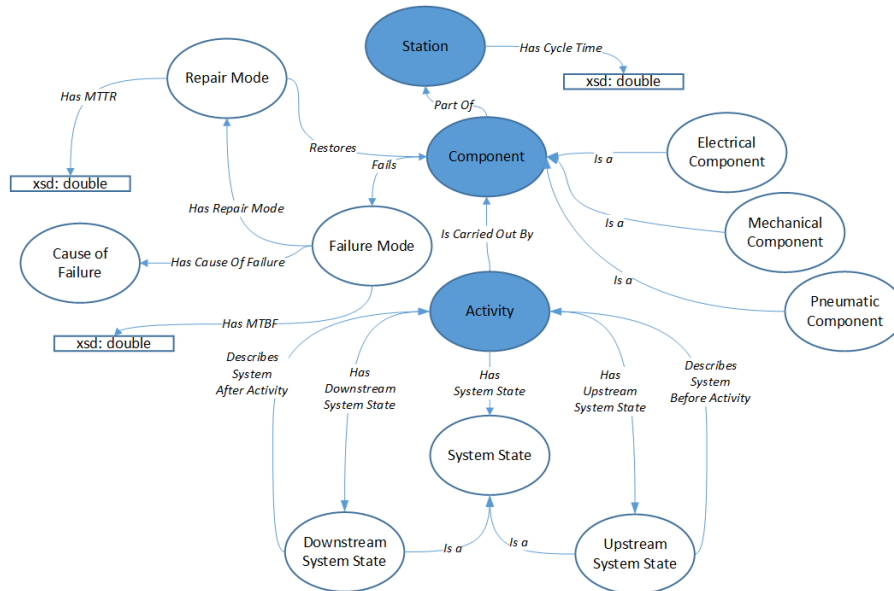 Station
Has Cycle Time
xsd: double
Repair Mode
Has MTTR
Part Of
Restores
Component
Electrical
Component
Is a
Fails
xsd: double
Has Repair Mode
Mechanical
Component
Is a
Failure Mode
Is Carried Out By
Cause of
Failure
Has Cause Of Failure
Is a
Pneumatic
Component
Activity
Has MTBF
xsd: double
Describes
System
After Activity
Has
Downstream
System State
Has
System State
Has
Upstream
System State
Describes
System
Before Activity
System State
Downstream
System State
Is a
Is a
Upstream
System State